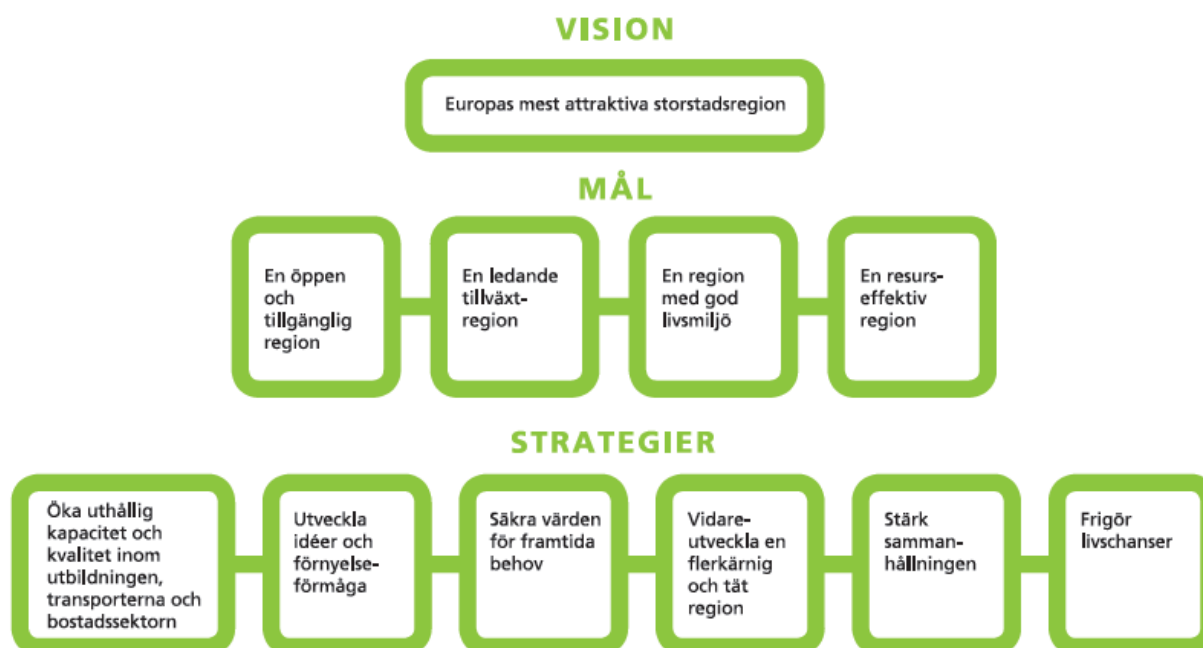 VISION
Europas mest attraktiva storstadsregion
MÅL
En öppen
och
tillgänglig
region
En ledande
tillväxt-
region
En region
med god
livsmiljö
En resurs-
effektiv
region
STRATEGIER
Öka uthållig
kapacitet och
kvalitet inom
utbildningen,
transporterna och
bostadssektorn
Utveckla
idéer och
förnyelse-
förmåga
Säkra värden
för framtida
behov
Vidare-
utveckla en
flerkärnig
och tät
region
Stärk
samman-
hållningen
Frigör
livschanser